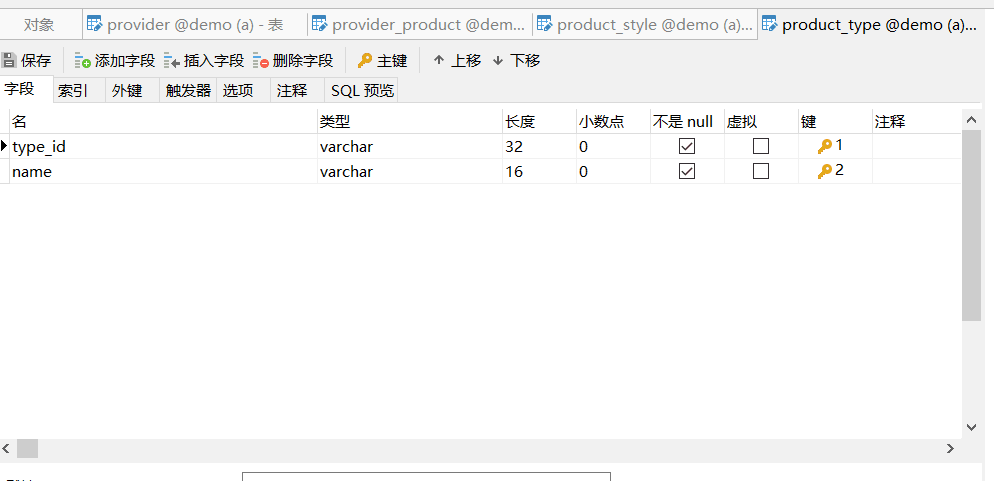 对象 provider @demo (a) - 表 provider_product @dem... product_style @demo (a)... product_type @demo (a)...
保存 添加字段 插入字段 删除字段 主键 上移 下移
字段 索引 外键 触发器 选项 注释 SQL 预览
名 类型 长度 小数点 不是 null 虚拟 键 注释
type_id varchar 32 0 1
name varchar 16 0 2